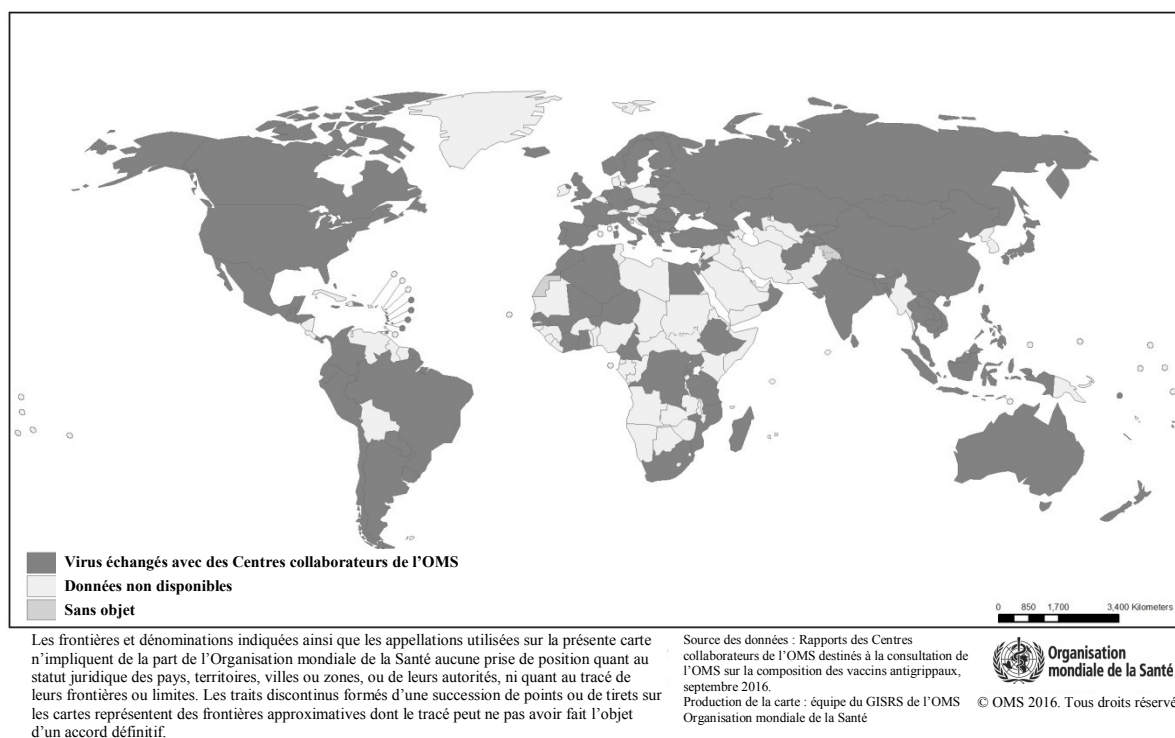 Virus échangés avec des Centres collaborateurs de l’OMS
Données non disponibles
Sans objet
0 850 1,700 3,400 Kilometers
Les frontières et dénominations indiquées ainsi que les appellations utilisées sur la présente carte
n’impliquent de la part de l’Organisation mondiale de la Santé aucune prise de position quant au
statut juridique des pays, territoires, villes ou zones, ou de leurs autorités, ni quant au tracé de
leurs frontières ou limites. Les traits discontinus formés d’une succession de points ou de tirets sur
les cartes représentent des frontières approximatives dont le tracé peut ne pas avoir fait l’objet
d’un accord définitif.
Source des données : Rapports des Centres
collaborateurs de l’OMS destinés à la consultation de
l’OMS sur la composition des vaccins antigrippaux,
septembre 2016.
Production de la carte : équipe du GISRS de l’OMS
Organisation mondiale de la Santé
Organisation
mondiale de la Santé
© OMS 2016. Tous droits réservé